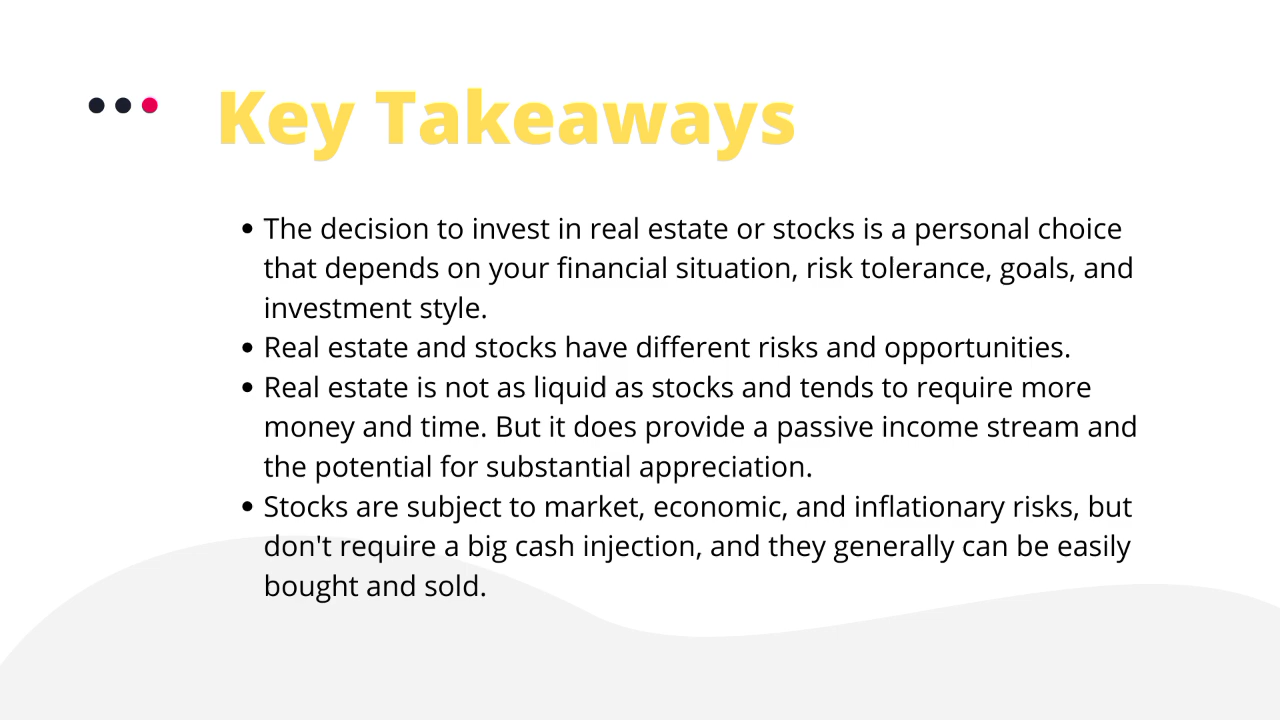 Key Takeaways
• The decision to invest in real estate or stocks is a personal choice
that depends on your financial situation, risk tolerance, goals, and
investment style.
• Real estate and stocks have different risks and opportunities.
• Real estate is not as liquid as stocks and tends to require more
money and time. But it does provide a passive income stream and
the potential for substantial appreciation.
• Stocks are subject to market, economic, and inflationary risks, but
don't require a big cash injection, and they generally can be easily
bought and sold.